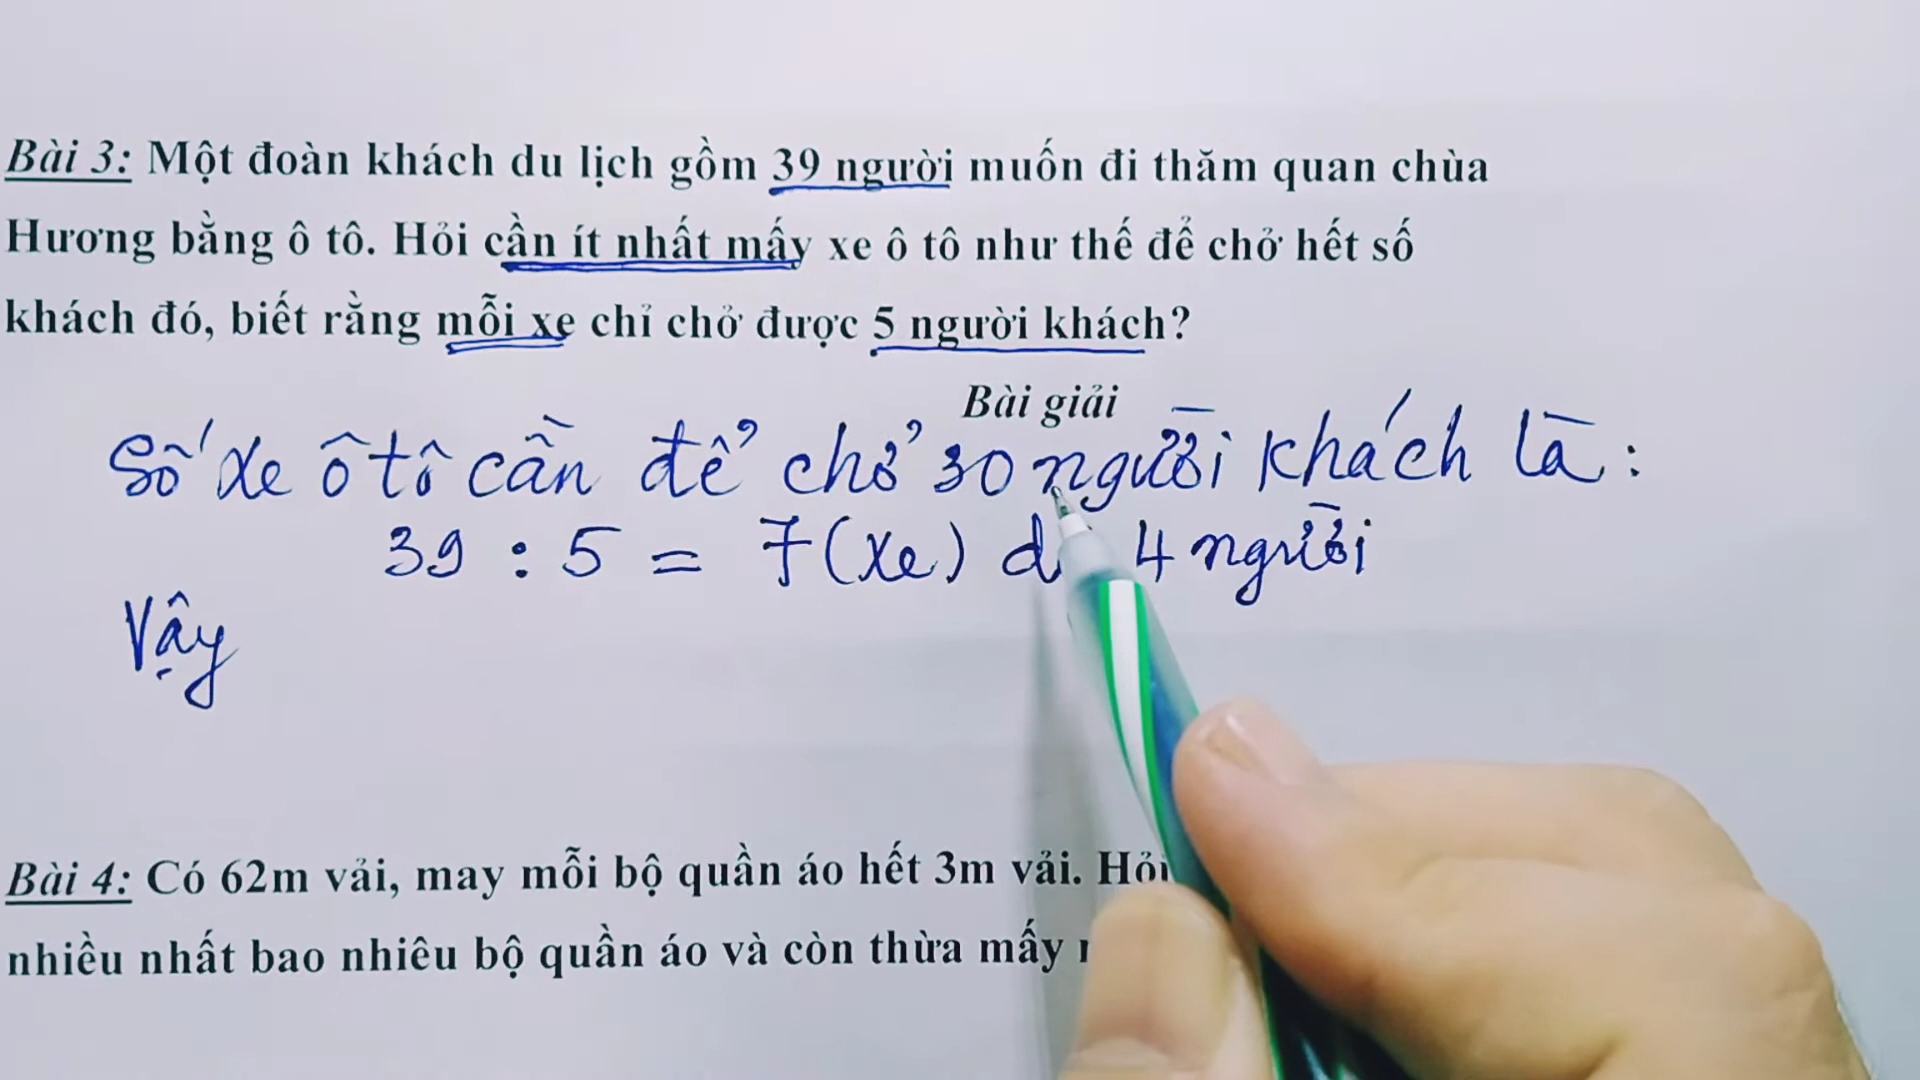 Bài 3: Một đoàn khách du lịch gồm 39 người muốn đi thăm quan chùa
Hương bằng ô tô. Hỏi cần ít nhất mấy xe ô tô như thế để chở hết số
khách đó, biết rằng mỗi xe chỉ chở được 5 người khách?
Bài giải
Số xe ô tô cần để chở 30 người khách là:
39 : 5 = 7 (xe) d 4 người
Vậy
Bài 4: Có 62m vải, may mỗi bộ quần áo hết 3m vải. Hỏi
nhiều nhất bao nhiêu bộ quần áo và còn thừa mấy